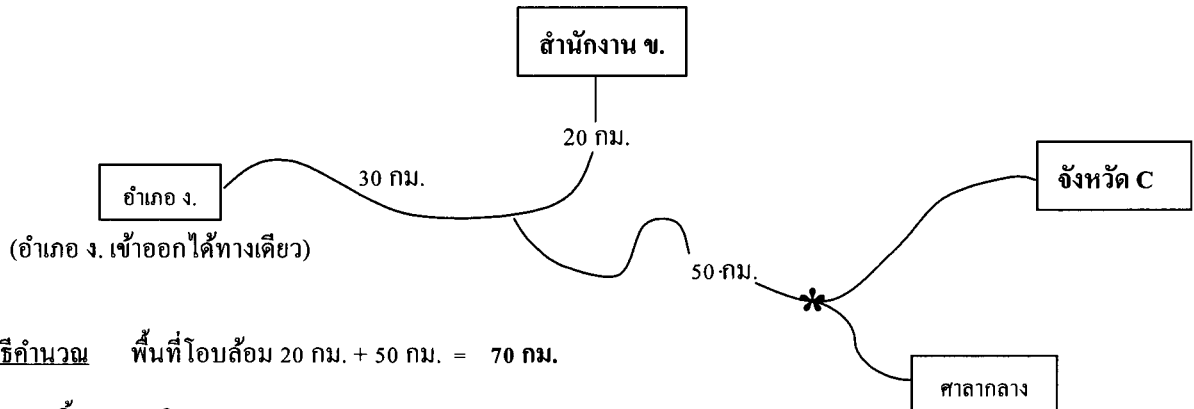 สำนักงาน ข.
20 กม.
จังหวัด C
30 กม.
อำเภอ ง.
(อำเภอ ง. เข้าออกได้ทางเดียว)
50 กม.
*
ธีคำนวณ พื้นที่โอบล้อม 20 กม. + 50 กม. = 70 กม.
ศาลากลาง